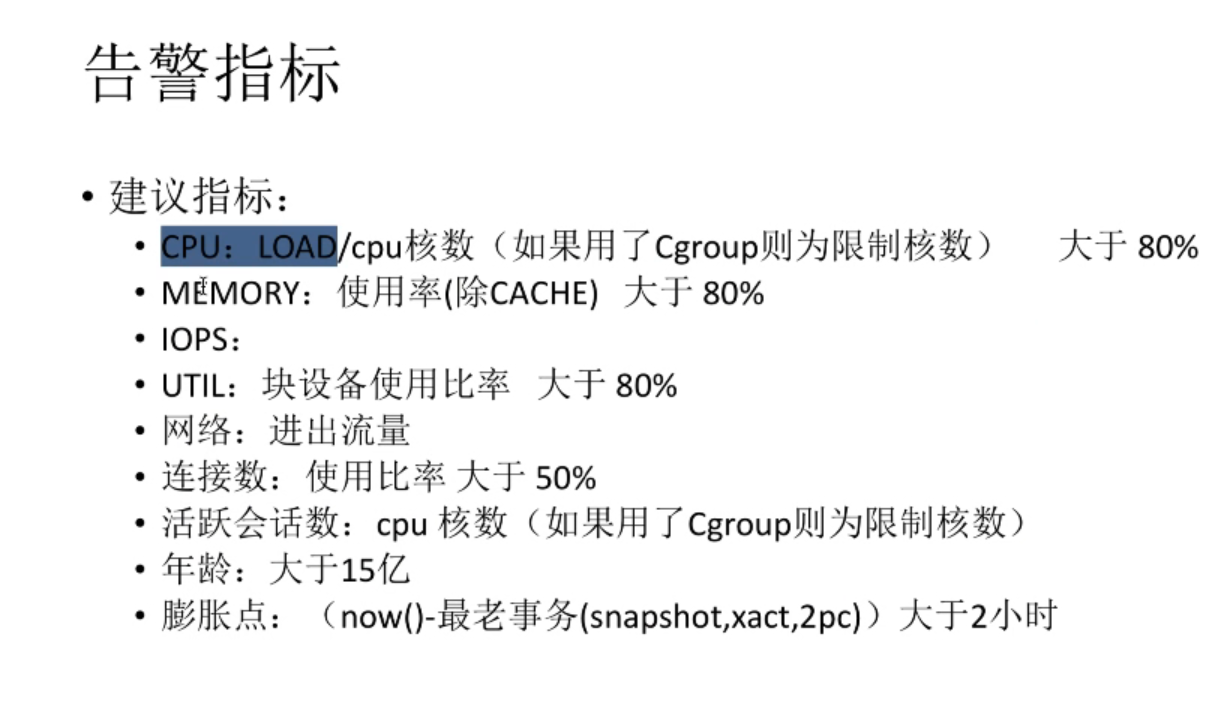 告警指标
• 建议指标：
• CPU：LOAD/cpu核数（如果用了Cgroup则为限制核数） 大于 80%
• MEMORY：使用率(除CACHE) 大于 80%
• IOPS：
• UTIL：块设备使用比率 大于 80%
• 网络：进出流量
• 连接数：使用比率 大于 50%
• 活跃会话数：cpu 核数（如果用了Cgroup则为限制核数）
• 年龄：大于15亿
• 膨胀点：（now()-最老事务(snapshot,xact,2pc)）大于2小时